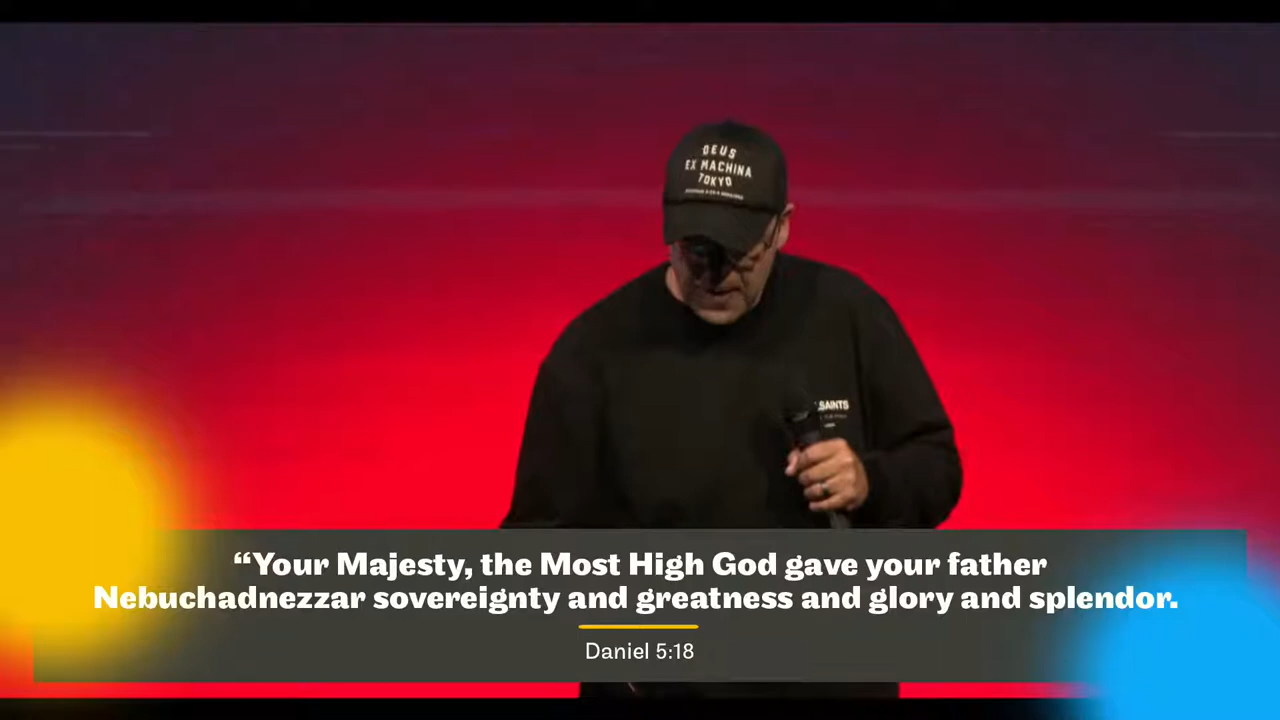 DEUS
EX MACHINA
TOKYO
SAINTS
“Your Majesty, the Most High God gave your father
Nebuchadnezzar sovereignty and greatness and glory and splendor.
Daniel 5:18